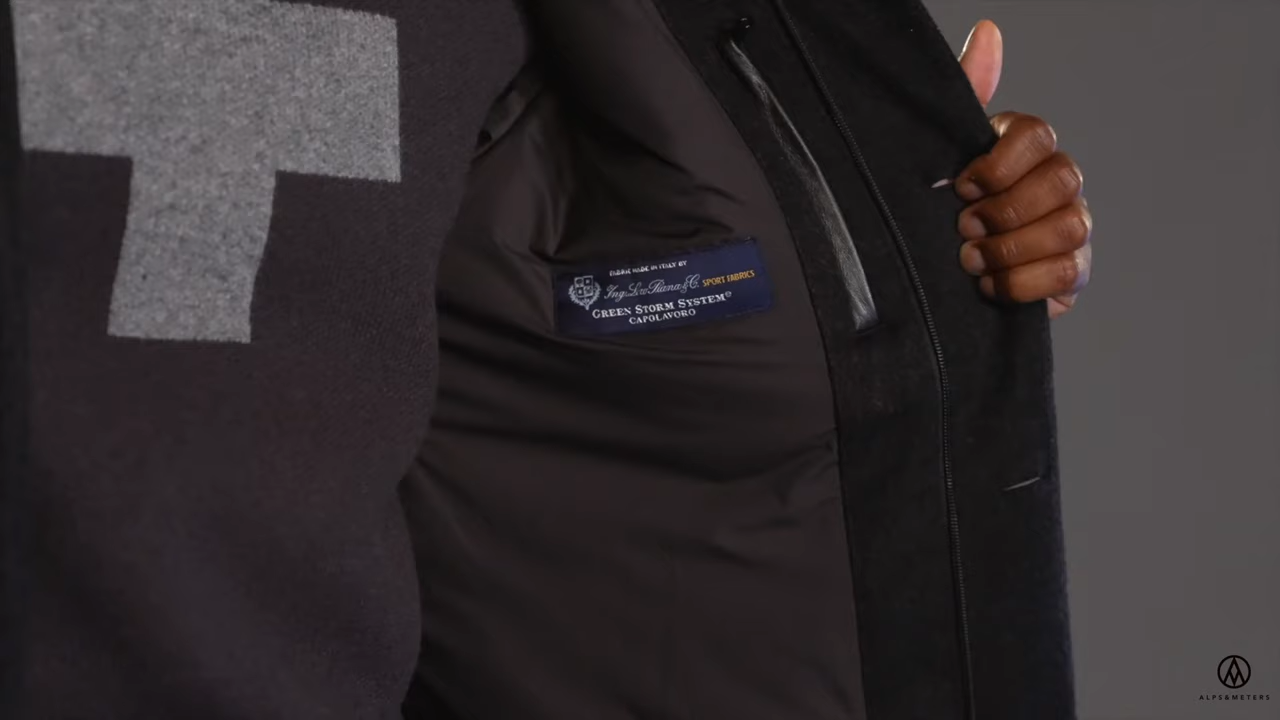 FABRIC MADE IN ITALY BY
Ing. Loro Piana & C. SPORT FABRICS
GREEN STORM SYSTEM®
CAPOLAVORO
ALPS&METERS